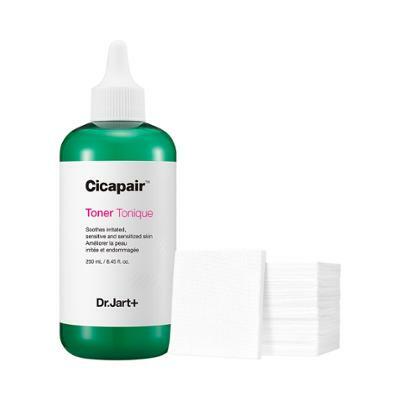 Cicapair™
Toner Tonique
Soothes irritated,
sensitive and sensitized skin
Améliorer la peau
irritée et endommagée
250 mL / 8.45 fl. oz.
Dr.Jart+